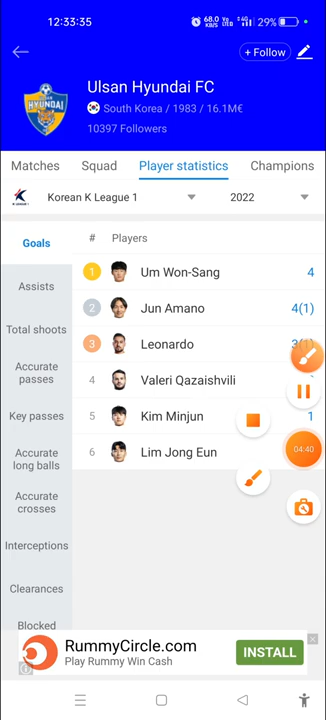 12:33:35
68.0 KB/S
29%
+ Follow
Ulsan Hyundai FC
South Korea / 1983 / 16.1M€
10397 Followers
HYUNDAI
Matches Squad Player statistics Champions
Korean K League 1 2022
Goals
Assists
Total shoots
Accurate
passes
Key passes
Accurate
long balls
Accurate
crosses
Interceptions
Clearances
Blocked
# Players
1 Um Won-Sang 4
2 Jun Amano 4(1)
3 Leonardo 3(1)
4 Valeri Qazaishvili
5 Kim Minjun 1
6 Lim Jong Eun
04:40
RummyCircle.com
Play Rummy Win Cash
INSTALL